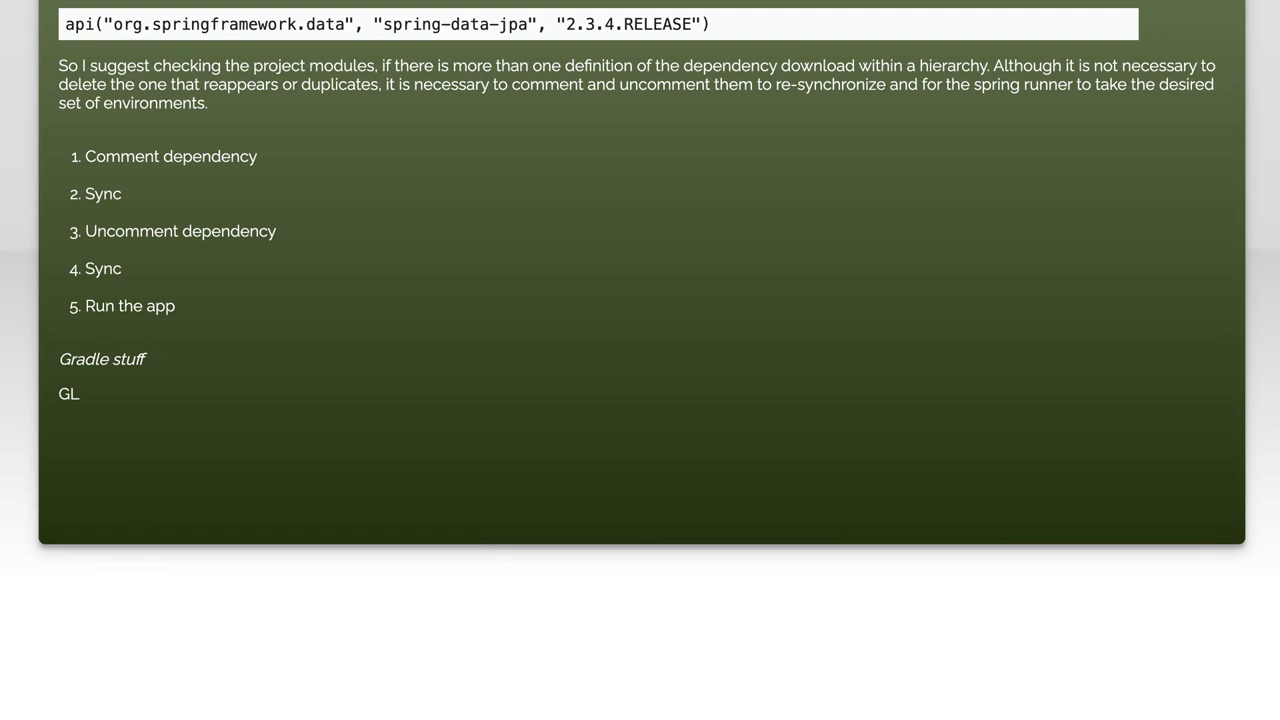 api("org.springframework.data", "spring-data-jpa", "2.3.4.RELEASE")
So I suggest checking the project modules, if there is more than one definition of the dependency download within a hierarchy. Although it is not necessary to
delete the one that reappears or duplicates, it is necessary to comment and uncomment them to re-synchronize and for the spring runner to take the desired
set of environments.
1. Comment dependency
2. Sync
3. Uncomment dependency
4. Sync
5. Run the app
Gradle stuff
GL